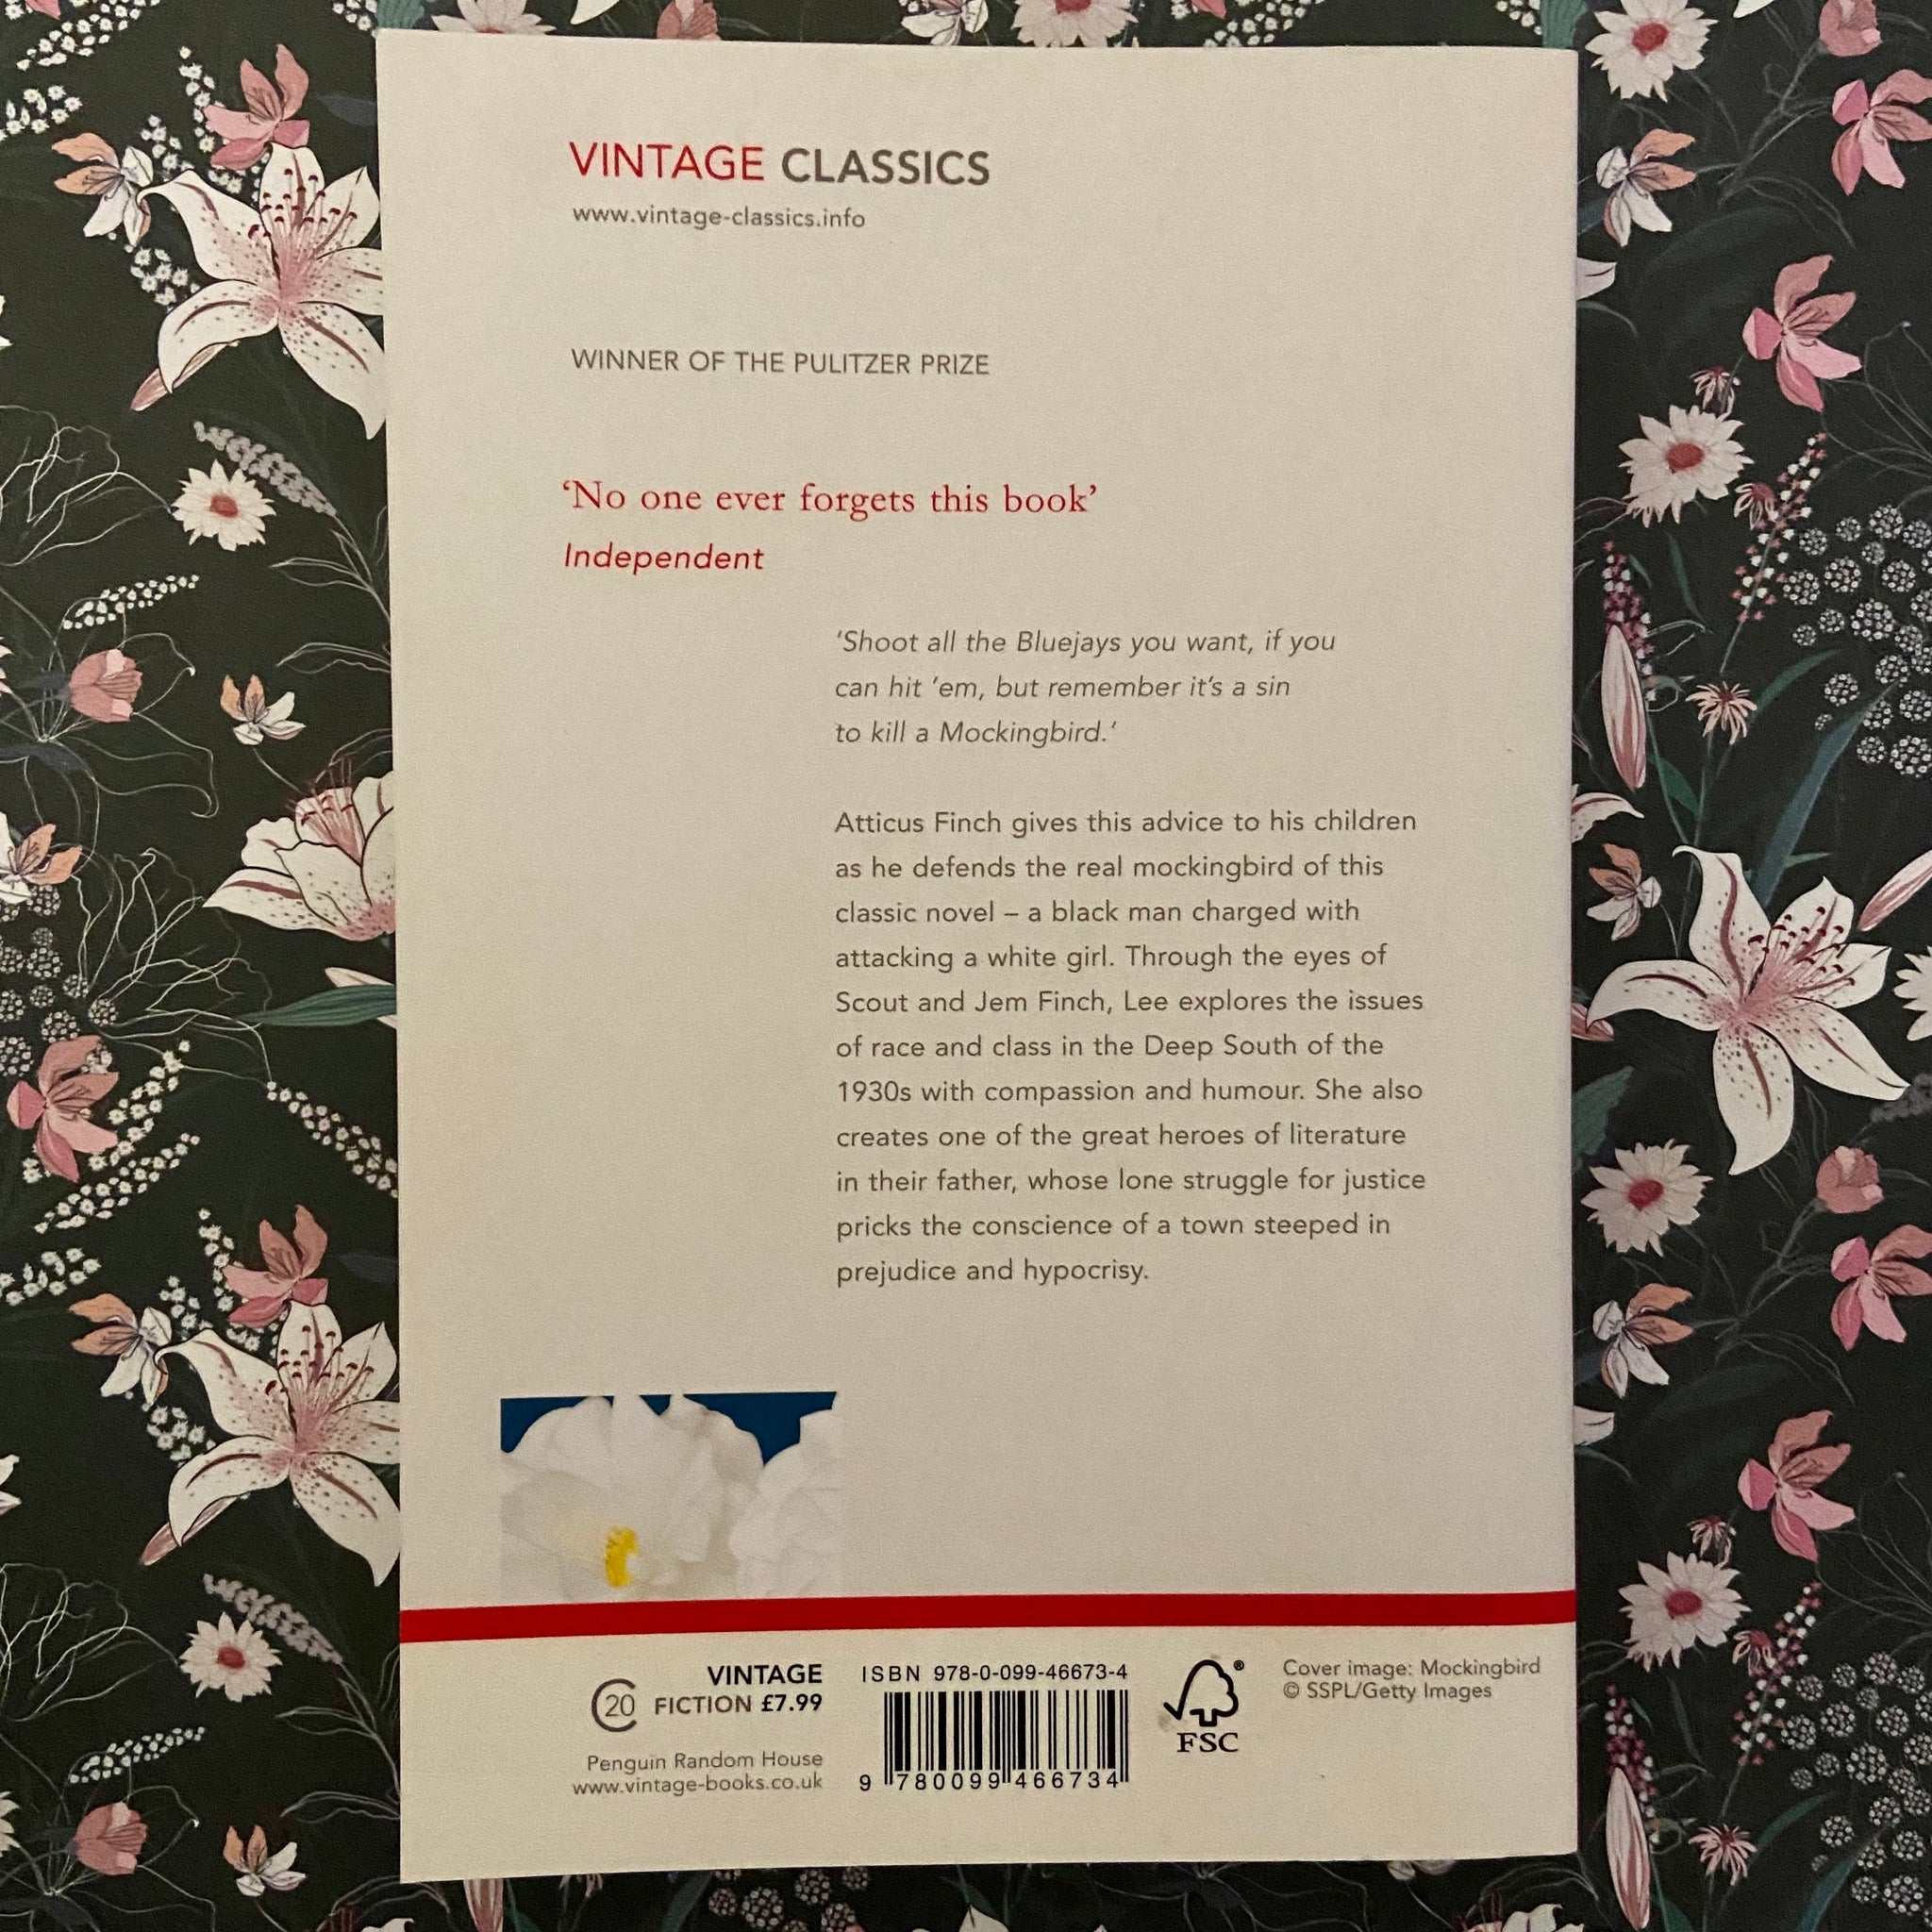 VINTAGE CLASSICS
www.vintage-classics.info
WINNER OF THE PULITZER PRIZE
‘No one ever forgets this book’
Independent
‘Shoot all the Bluejays you want, if you
can hit ’em, but remember it’s a sin
to kill a Mockingbird.’
Atticus Finch gives this advice to his children
as he defends the real mockingbird of this
classic novel – a black man charged with
attacking a white girl. Through the eyes of
Scout and Jem Finch, Lee explores the issues
of race and class in the Deep South of the
1930s with compassion and humour. She also
creates one of the great heroes of literature
in their father, whose lone struggle for justice
pricks the conscience of a town steeped in
prejudice and hypocrisy.
C20
VINTAGE
FICTION £7.99
Penguin Random House
www.vintage-books.co.uk
ISBN 978-0-099-46673-4
9 780099 466734
®
FSC
Cover image: Mockingbird
© SSPL/Getty Images